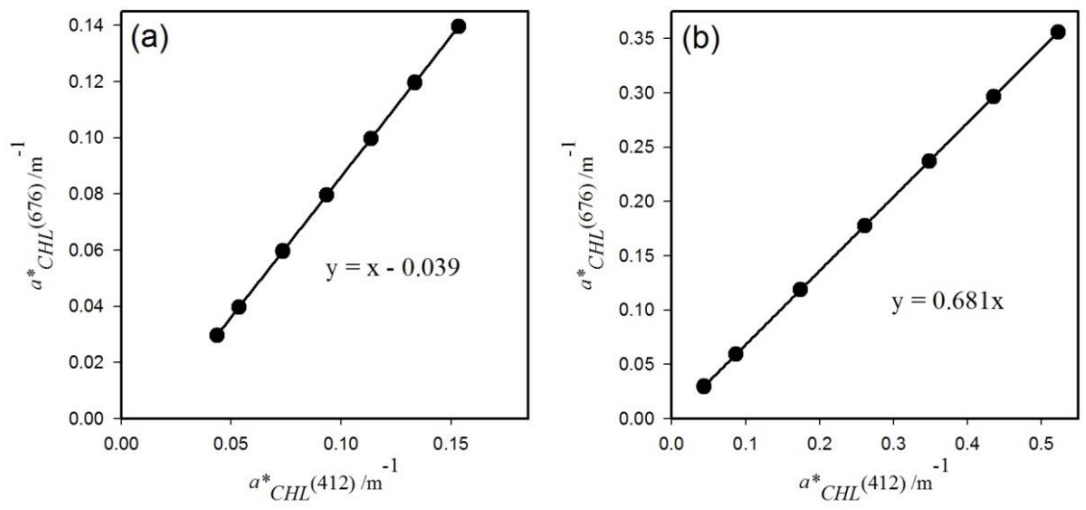 (a)
0.14
0.12
0.10
0.08
0.06
0.04
0.02
0.00
a*CHL(676) /m-1
y = x - 0.039
0.00 0.05 0.10 0.15
a*CHL(412) /m-1
(b)
0.35
0.30
0.25
0.20
0.15
0.10
0.05
0.00
a*CHL(676) /m-1
y = 0.681x
0.0 0.1 0.2 0.3 0.4 0.5
a*CHL(412) /m-1